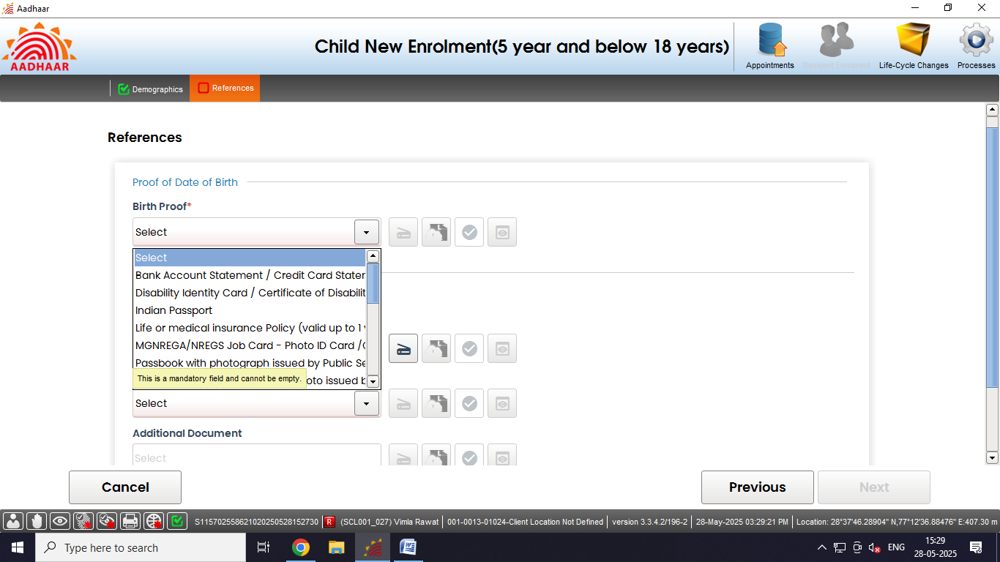 Aadhaar
AADHAAR
Child New Enrolment(5 year and below 18 years)
Appointments
Resident Enrolment
Life-Cycle Changes
Processes
Demographics
References
References
Proof of Date of Birth
Birth Proof*
Select
Select
Bank Account Statement / Credit Card Stater
Disability Identity Card / Certificate of Disabilit
Indian Passport
Life or medical insurance Policy (valid up to 1 y
MGNREGA/NREGS Job Card - Photo ID Card /
Passbook with photograph issued by Public Se
This is a mandatory field and cannot be empty.
oto issued b
Select
Additional Document
Select
Cancel
Previous
Next
S115702558621020250528152730
R
(SCL001_027) Vimla Rawat
001-0013-01024-Client Location Not Defined
version 3.3.4.2/196-2
28-May-2025 03:29:21 PM
Location: 28°37'46.28904" N,77°12'36.88476" E:407.30 m
Type here to search
ENG
15:29
28-05-2025